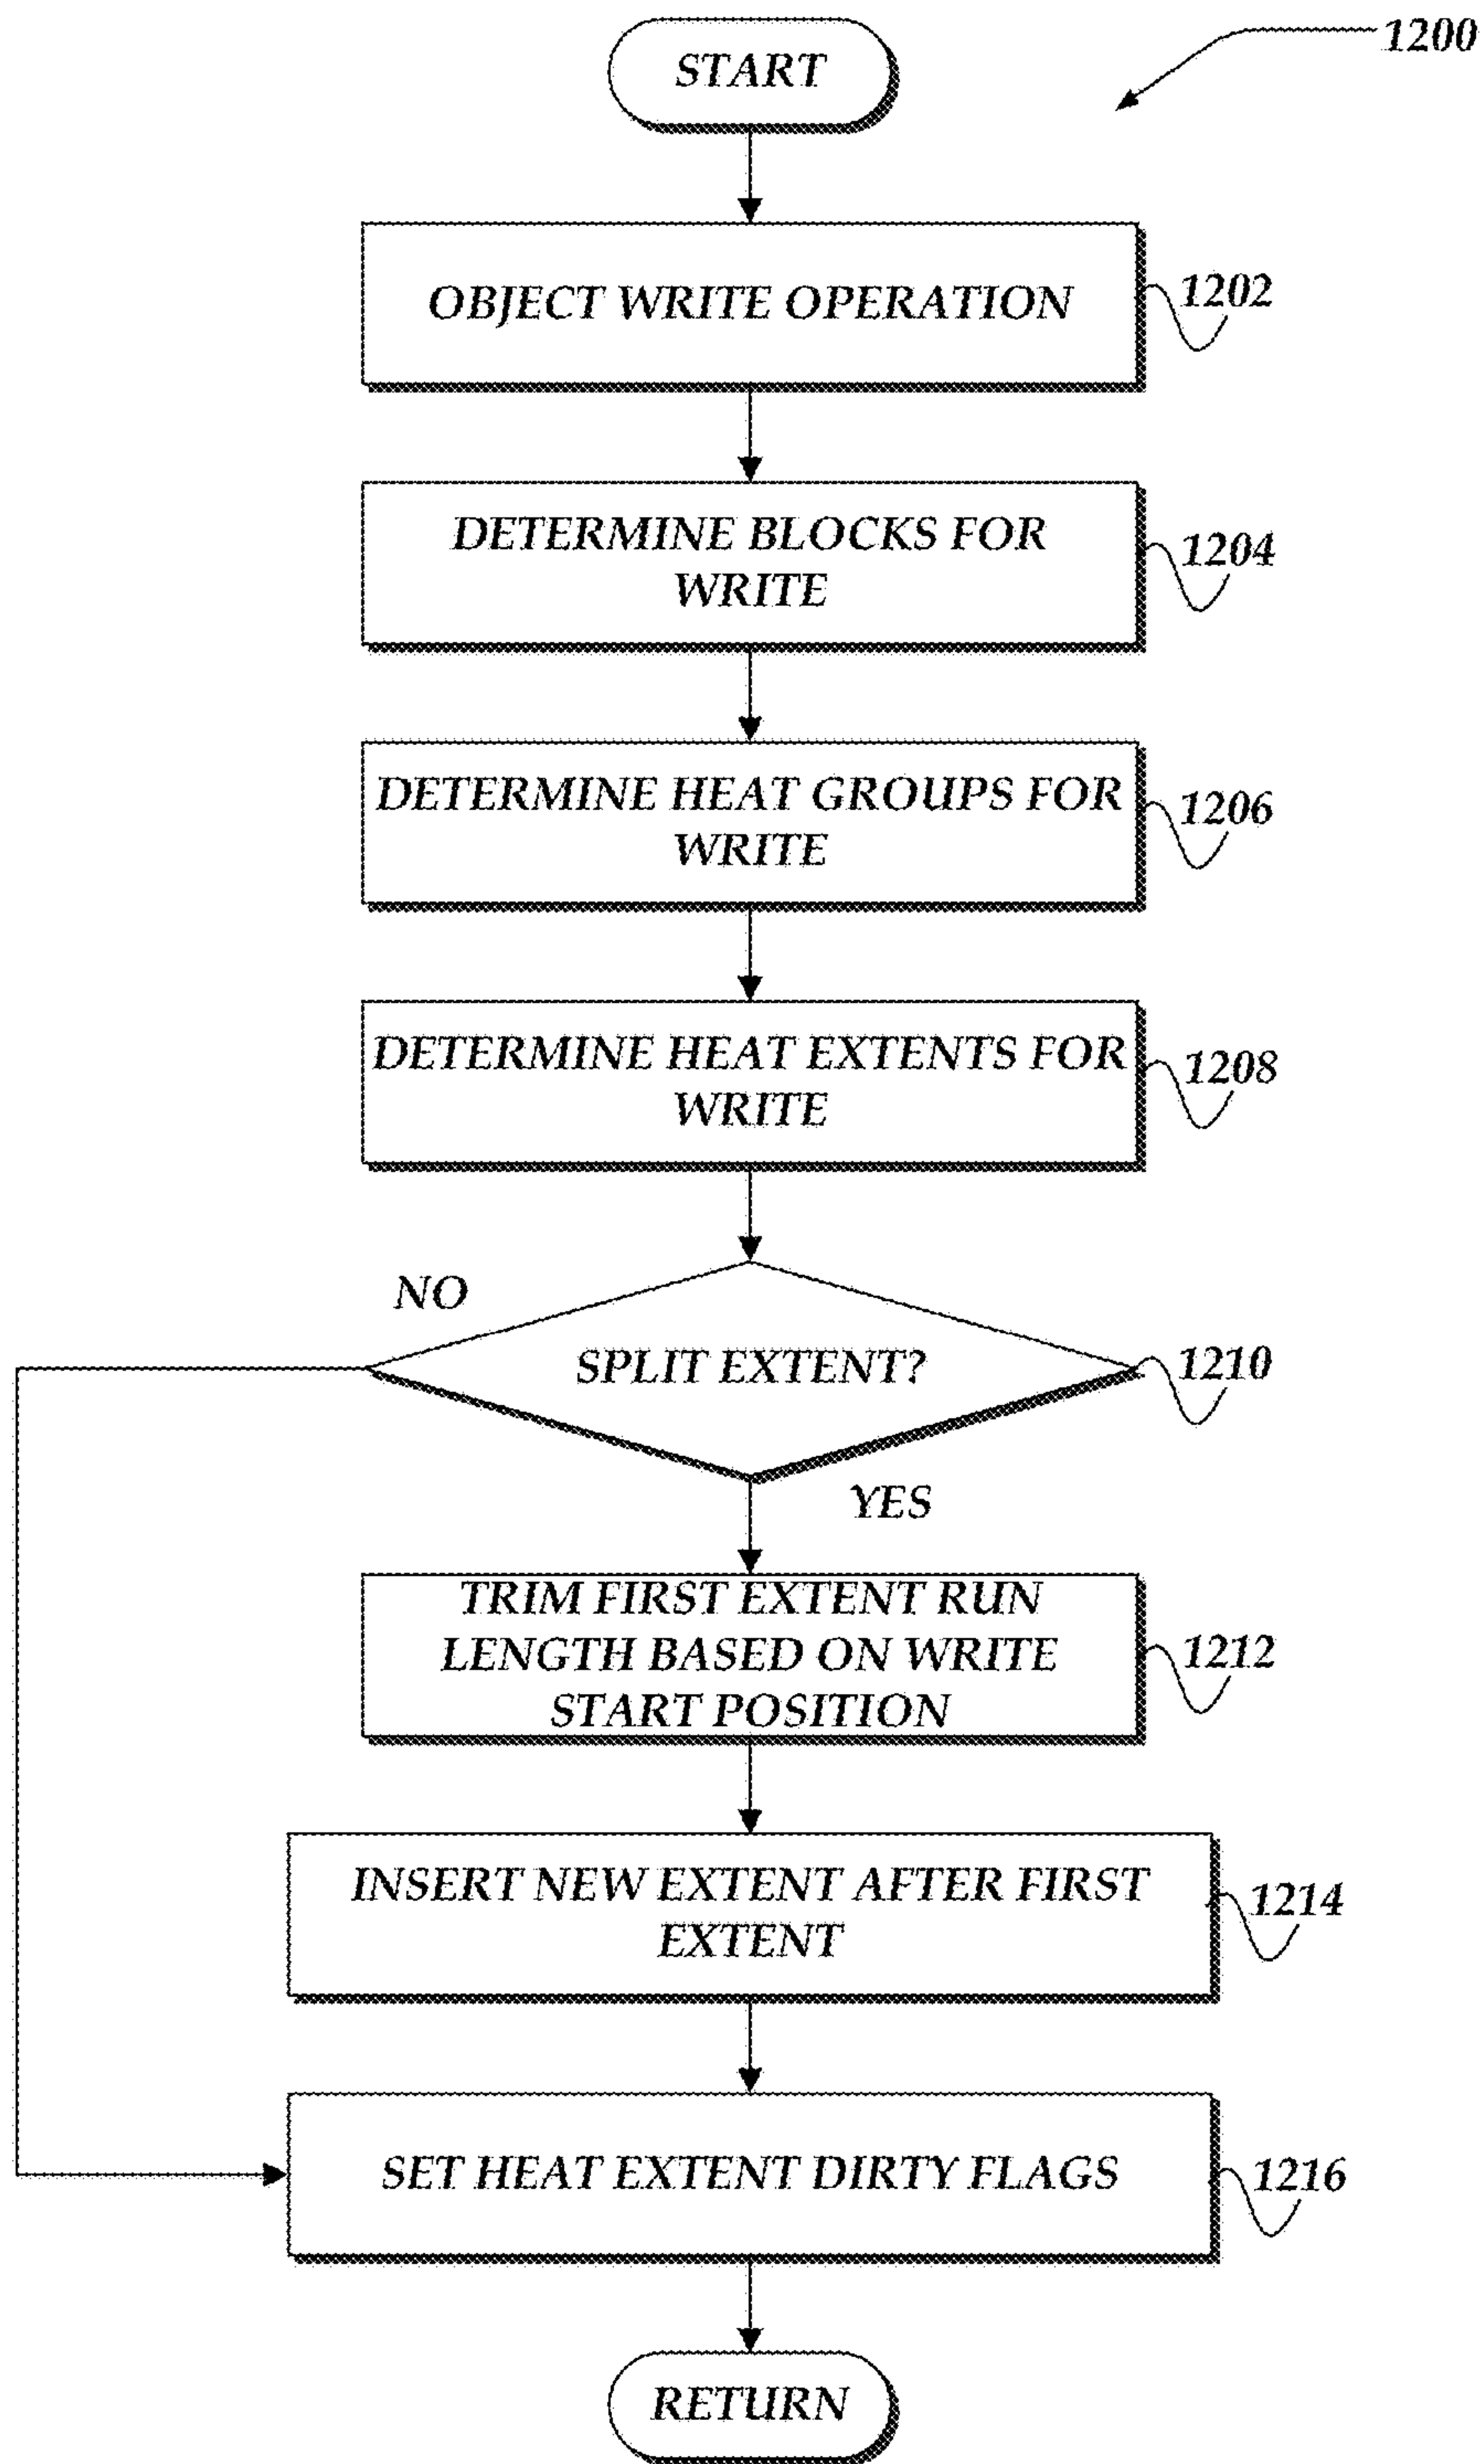 START
1200
OBJECT WRITE OPERATION
1202
DETERMINE BLOCKS FOR
WRITE
1204
DETERMINE HEAT GROUPS FOR
WRITE
1206
DETERMINE HEAT EXTENTS FOR
WRITE
1208
NO
SPLIT EXTENT?
1210
YES
TRIM FIRST EXTENT RUN
LENGTH BASED ON WRITE
START POSITION
1212
INSERT NEW EXTENT AFTER FIRST
EXTENT
1214
SET HEAT EXTENT DIRTY FLAGS
1216
RETURN